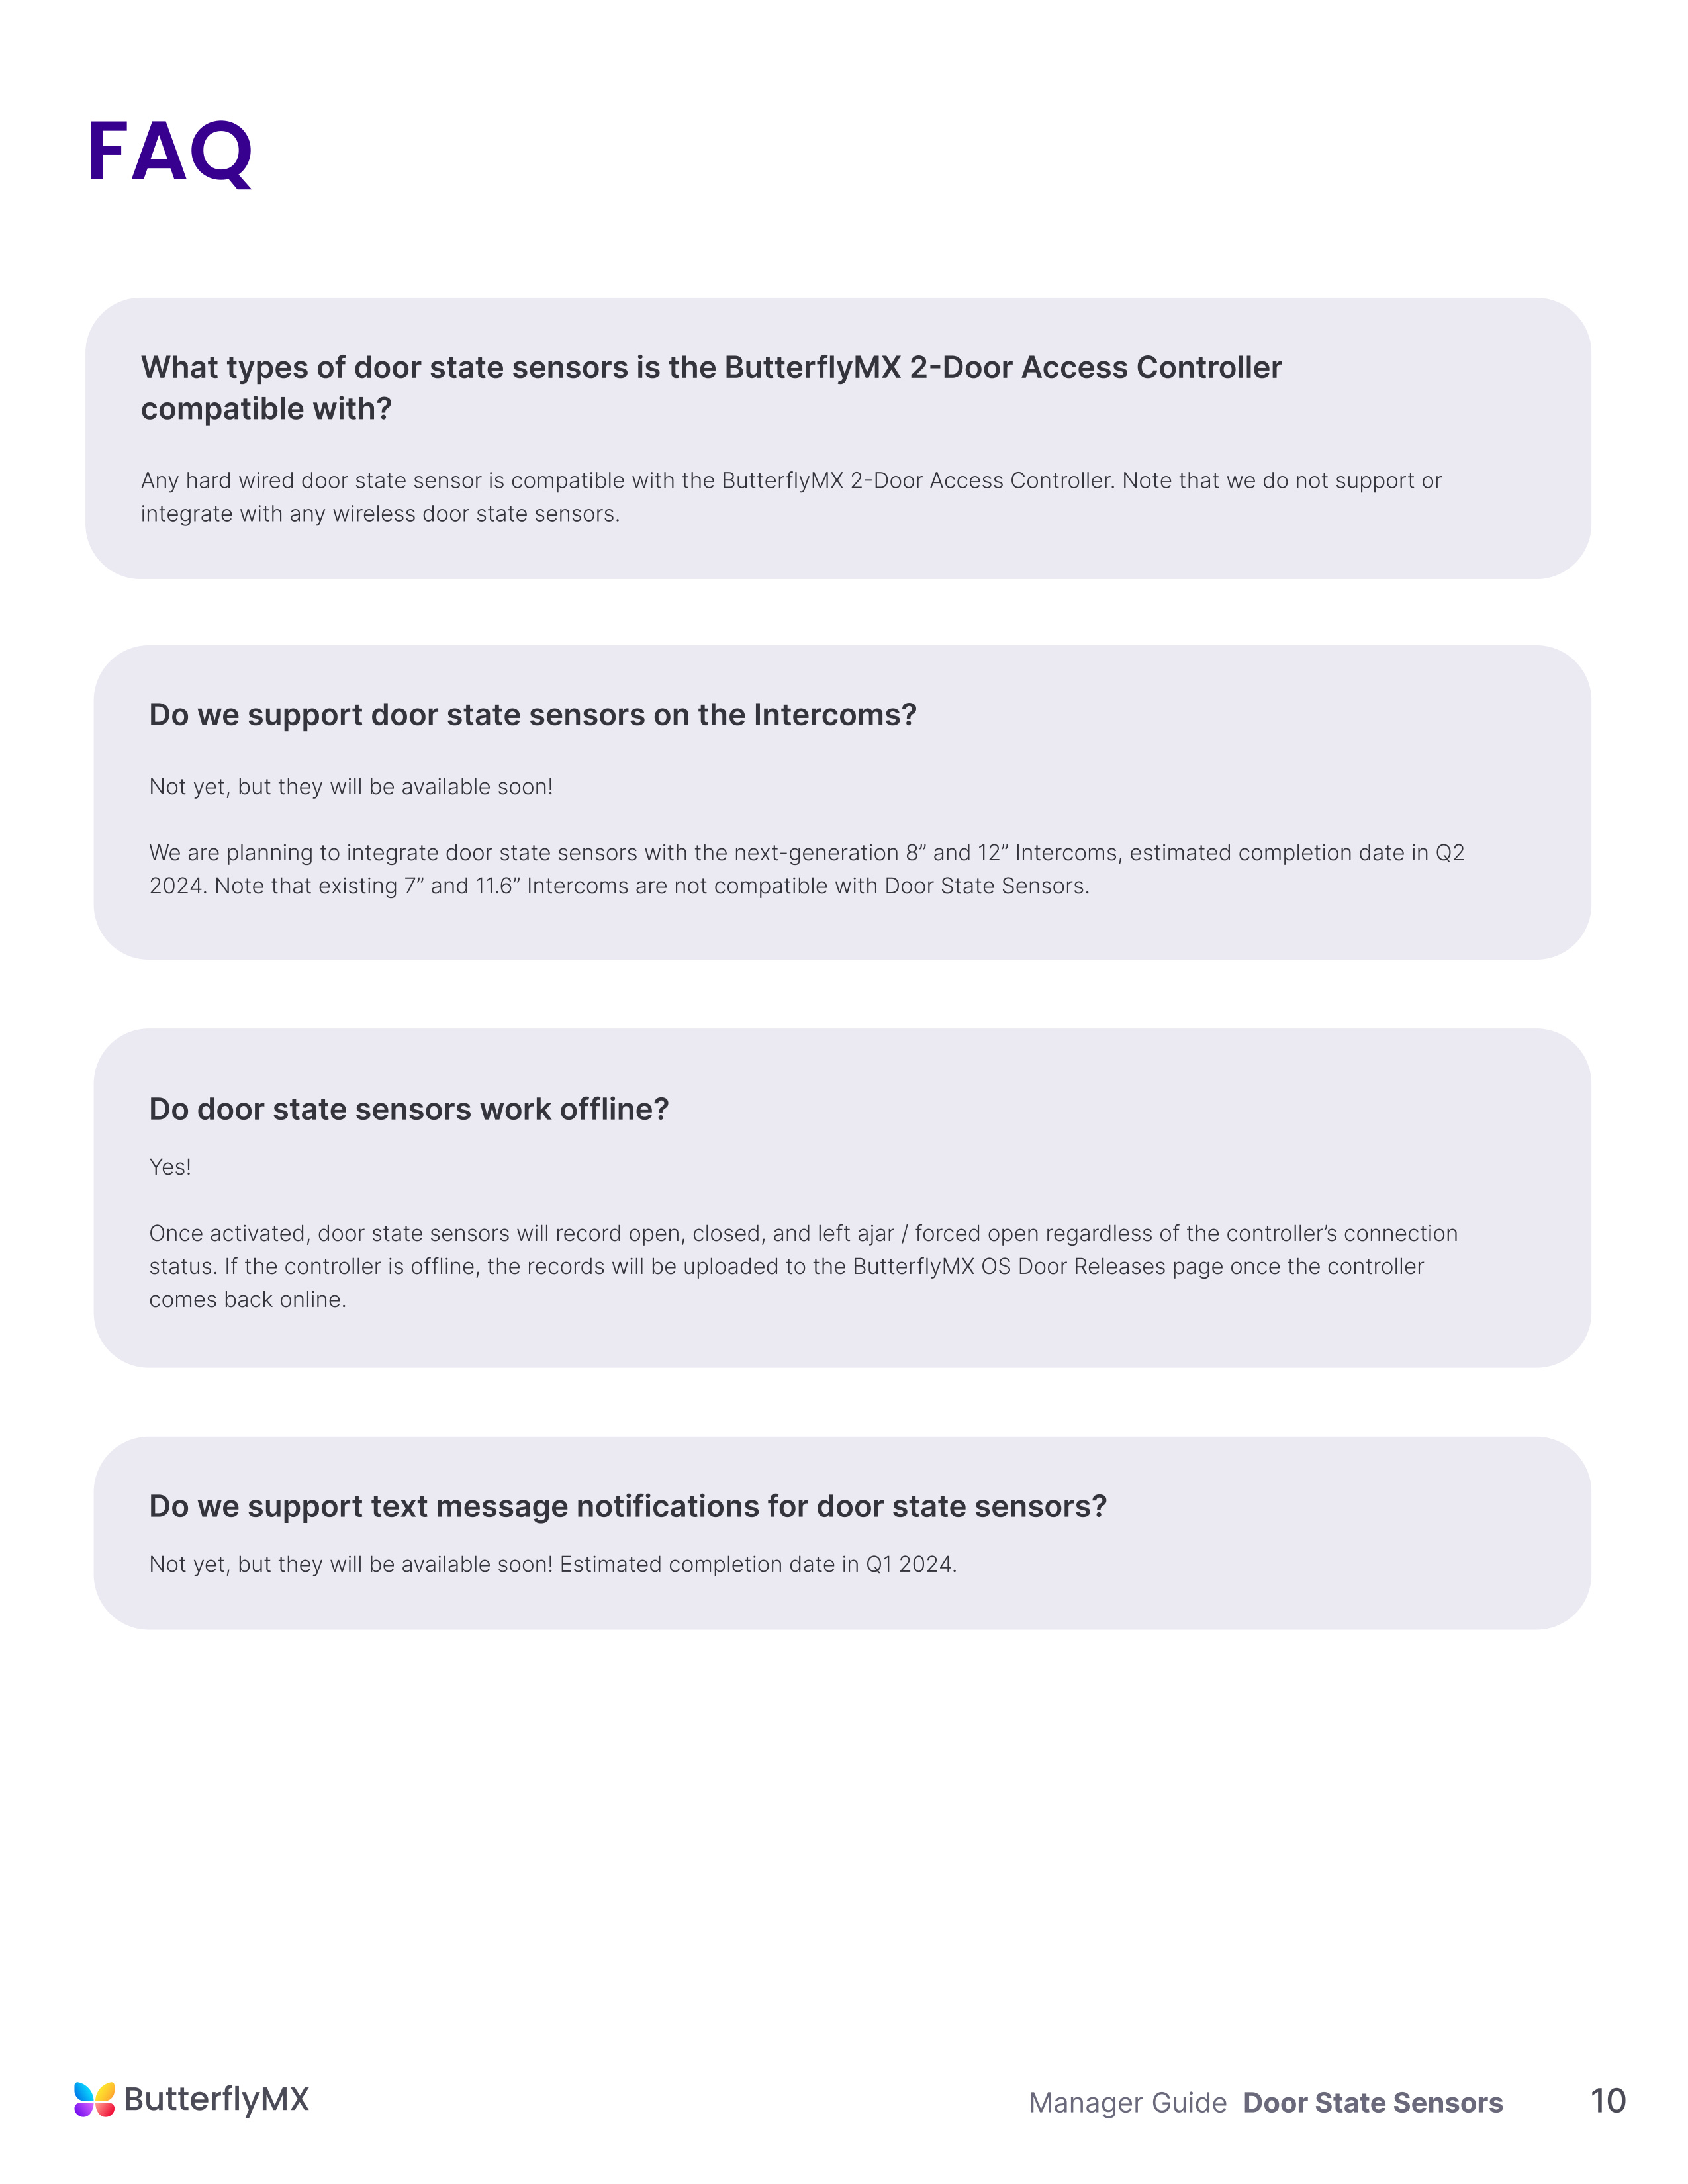 FAQ
What types of door state sensors is the ButterflyMX 2-Door Access Controller
compatible with?
Any hard wired door state sensor is compatible with the ButterflyMX 2-Door Access Controller. Note that we do not support or
integrate with any wireless door state sensors.
Do we support door state sensors on the Intercoms?
Not yet, but they will be available soon!
We are planning to integrate door state sensors with the next-generation 8” and 12” Intercoms, estimated completion date in Q2
2024. Note that existing 7” and 11.6” Intercoms are not compatible with Door State Sensors.
Do door state sensors work offline?
Yes!
Once activated, door state sensors will record open, closed, and left ajar / forced open regardless of the controller’s connection
status. If the controller is offline, the records will be uploaded to the ButterflyMX OS Door Releases page once the controller
comes back online.
Do we support text message notifications for door state sensors?
Not yet, but they will be available soon! Estimated completion date in Q1 2024.
ButterflyMX
Manager Guide Door State Sensors 10